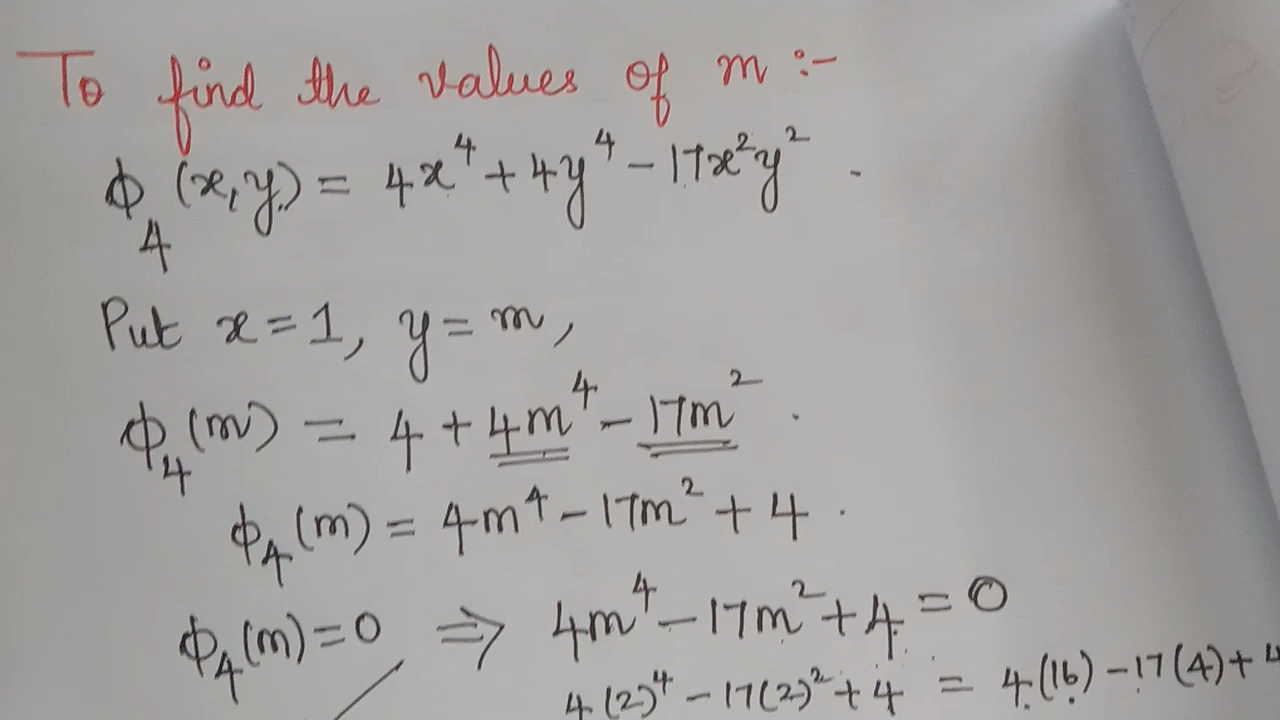 To find the values of m :-
ϕ₄(x,y) = 4x⁴ + 4y⁴ - 17x²y².
Put x = 1, y = m,
ϕ₄(m) = 4 + 4m⁴ - 17m².
ϕ₄(m) = 4m⁴ - 17m² + 4.
ϕ₄(m) = 0 ⇒ 4m⁴ - 17m² + 4 = 0
4(2)⁴ - 17(2)² + 4 = 4(16) - 17(4) + 4